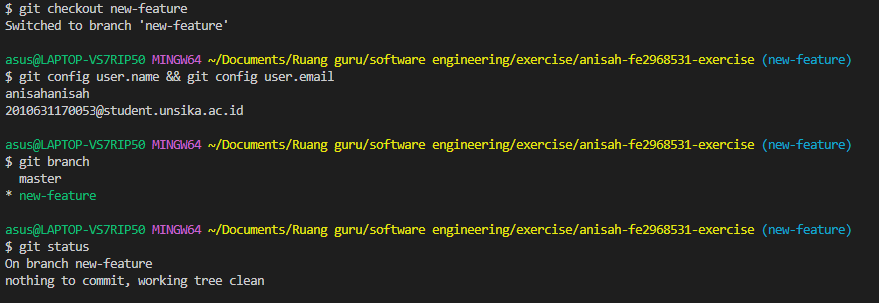 $ git checkout new-feature
Switched to branch 'new-feature'
asus@LAPTOP-VS7RIP50 MINGW64 ~/Documents/Ruang guru/software engineering/exercise/anisah-fe2968531-exercise (new-feature)
$ git config user.name && git config user.email
anisahanisah
2010631170053@student.unsika.ac.id
asus@LAPTOP-VS7RIP50 MINGW64 ~/Documents/Ruang guru/software engineering/exercise/anisah-fe2968531-exercise (new-feature)
$ git branch
  master
* new-feature
asus@LAPTOP-VS7RIP50 MINGW64 ~/Documents/Ruang guru/software engineering/exercise/anisah-fe2968531-exercise (new-feature)
$ git status
On branch new-feature
nothing to commit, working tree clean